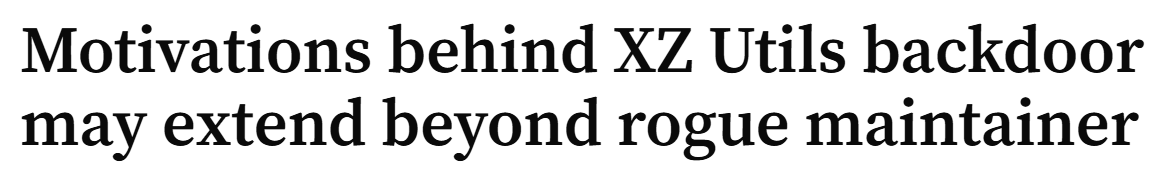 Motivations behind XZ Utils backdoor
may extend beyond rogue maintainer